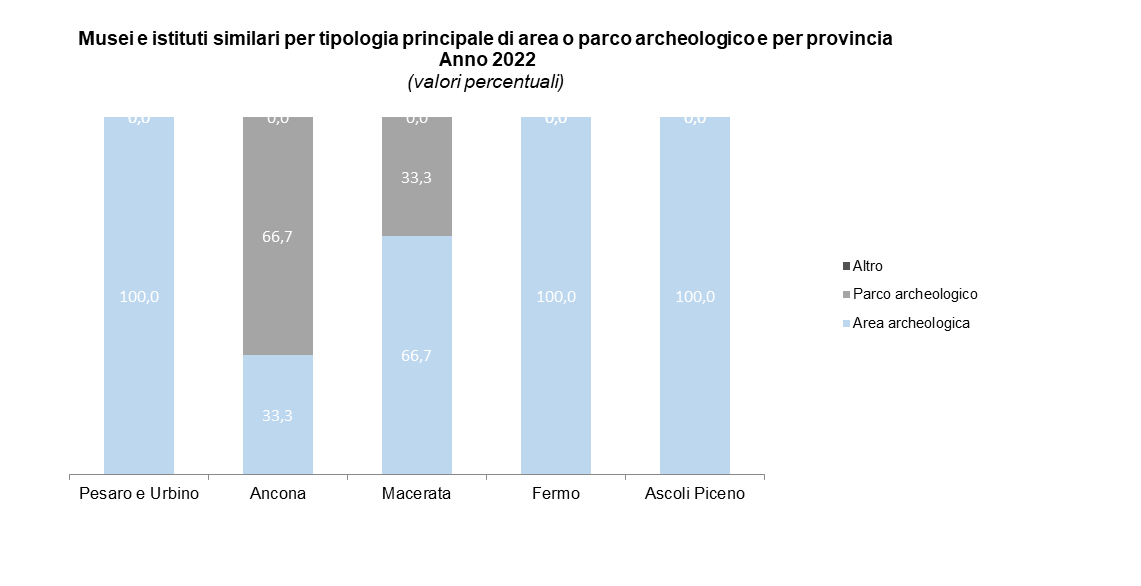 Musei e istituti similari per tipologia principale di area o parco archeologico e per provincia
Anno 2022
(valori percentuali)
0,0 0,0 0,0 0,0 0,0
33,3
66,7
100,0 100,0 100,0
66,7
33,3
Altro
Parco archeologico
Area archeologica
Pesaro e Urbino Ancona Macerata Fermo Ascoli Piceno